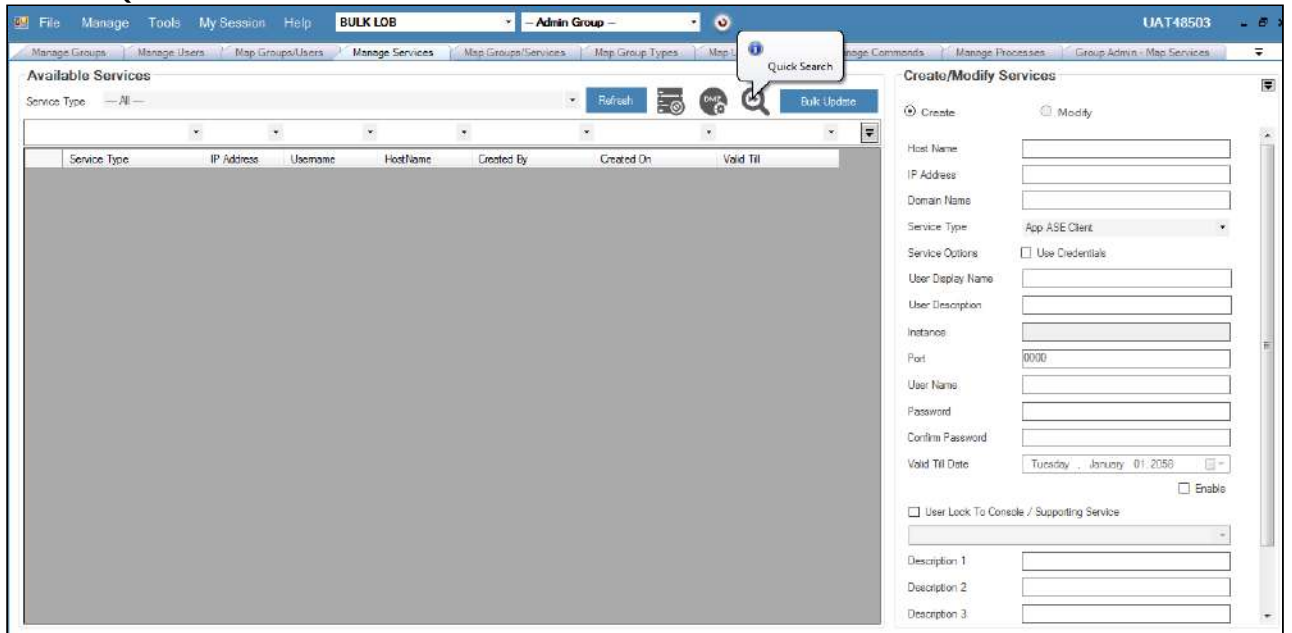 File Manage Tools My Session Help BULK LOB -- Admin Group -- UAT48503
Manage Groups Manage Users Map Groups/Users Manage Services Map Groups/Services Map Group Types Map Commands Manage Processes Group Admin - Map Services
Quick Search
Available Services
Service Type --- All --- Refresh DMZ Bulk Update
Service Type IP Address Username HostName Created By Created On Valid Till
Create/Modify Services
Create Modify
Host Name
IP Address
Domain Name
Service Type App ASE Client
Service Options Use Credentials
User Display Name
User Description
Instance
Port 0000
User Name
Password
Confirm Password
Valid Till Date Tuesday , January 01, 2058
Enable
User Lock To Console / Supporting Service
Description 1
Description 2
Description 3